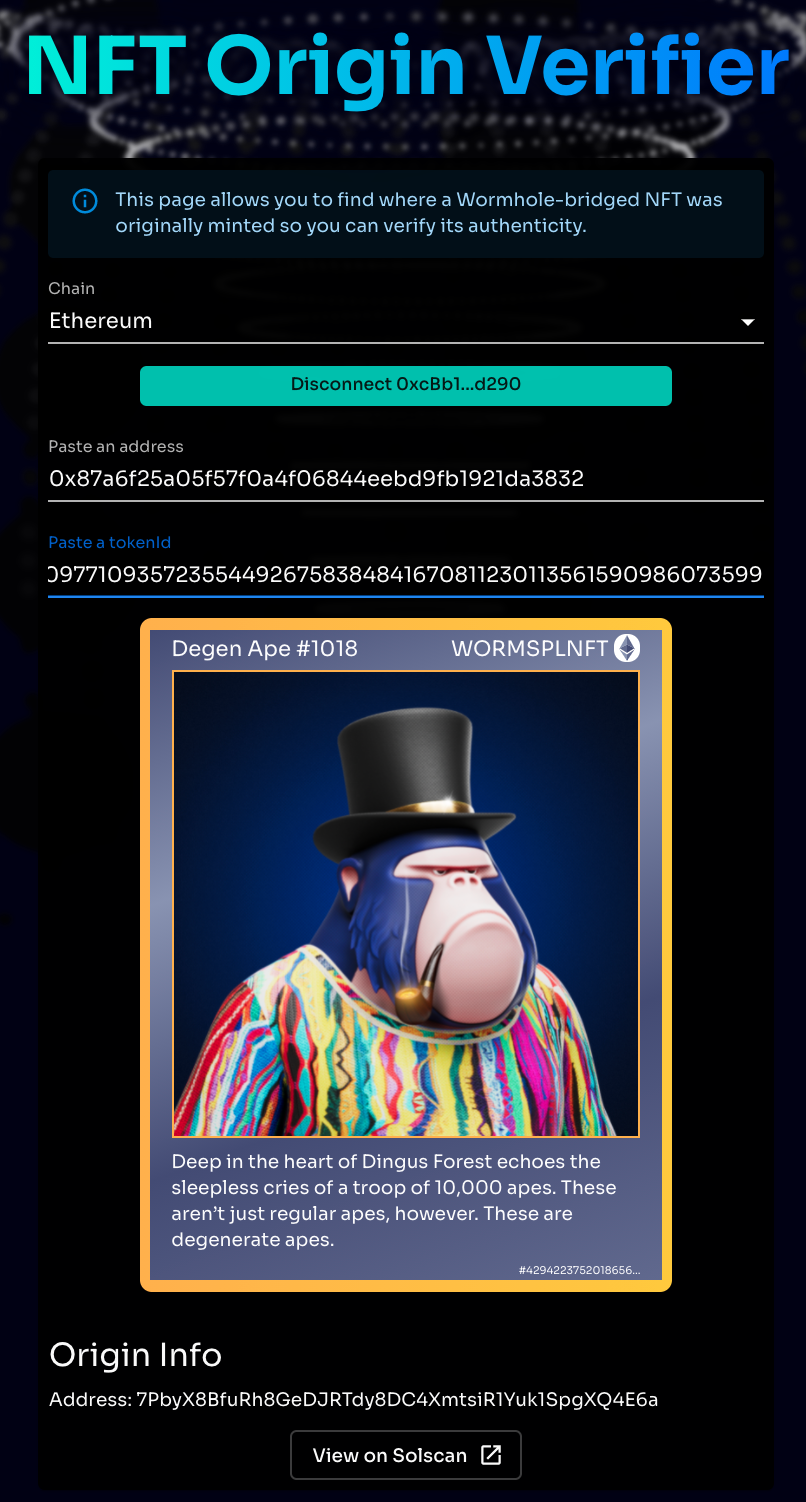 NFT Origin Verifier
This page allows you to find where a Wormhole-bridged NFT was
originally minted so you can verify its authenticity.
Chain
Ethereum
Disconnect 0xcBb1...d290
Paste an address
0x87a6f25a05f57f0a4f06844eebd9fb1921da3832
Paste a tokenId
0977109357235544926758384841670811230113561590986073599
Degen Ape #1018 WORMSPLNFT
Deep in the heart of Dingus Forest echoes the
sleepless cries of a troop of 10,000 apes. These
aren't just regular apes, however. These are
degenerate apes.
#4294223752018656...
Origin Info
Address: 7PbyX8BfuRh8GeDJRTdy8DC4XmtsiR1Yuk1SpgXQ4E6a
View on Solscan